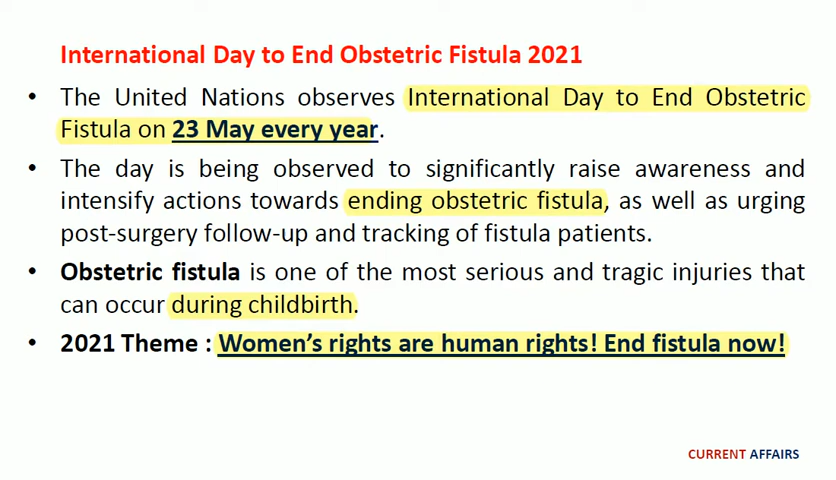 International Day to End Obstetric Fistula 2021
• The United Nations observes International Day to End Obstetric
Fistula on 23 May every year.
• The day is being observed to significantly raise awareness and
intensify actions towards ending obstetric fistula, as well as urging
post-surgery follow-up and tracking of fistula patients.
• Obstetric fistula is one of the most serious and tragic injuries that
can occur during childbirth.
• 2021 Theme : Women's rights are human rights! End fistula now!
CURRENT AFFAIRS